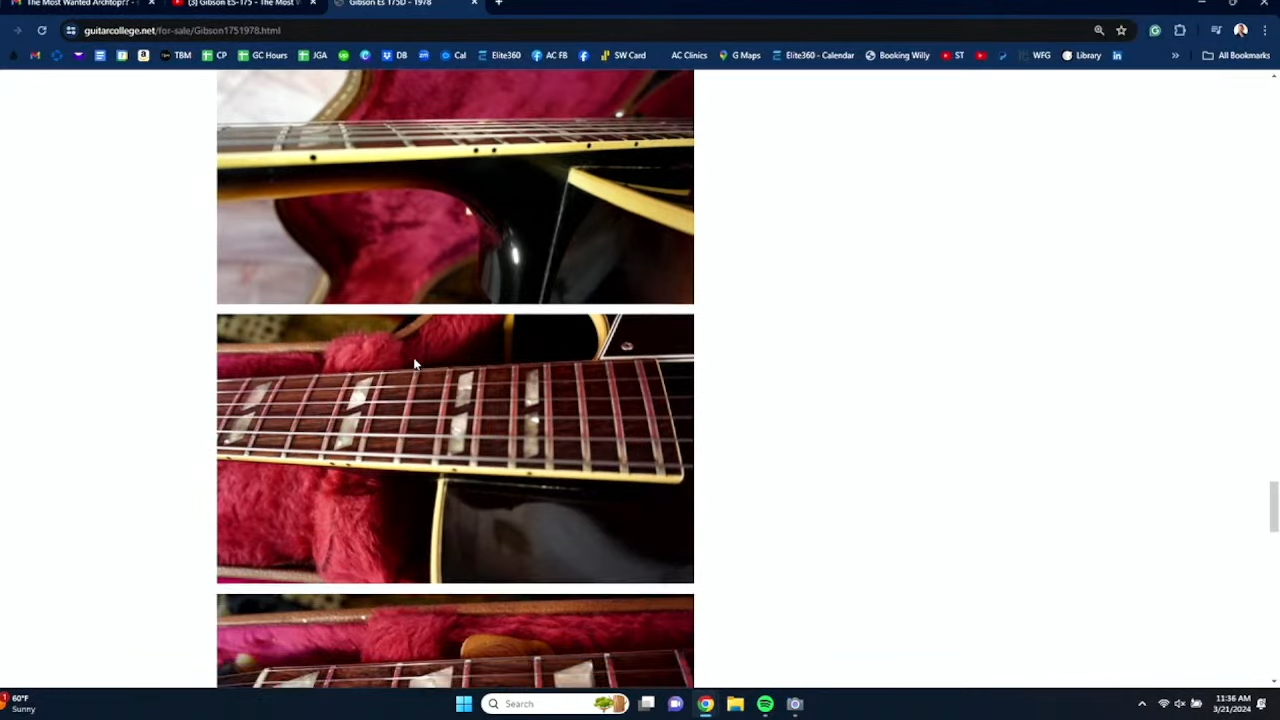 The Most Wanted Archtop?? -
(3) Gibson ES-175 - The Most V
Gibson Es 175D - 1978
guitarcollege.net/for-sale/Gibson1751978.html
TBM
CP
GC Hours
JGA
DB
Cal
Elite360
AC FB
SW Card
AC Clinics
G Maps
Elite360 - Calendar
Booking Willy
ST
WFG
Library
in
All Bookmarks
60°F
Sunny
Search
11:36 AM
3/21/2024